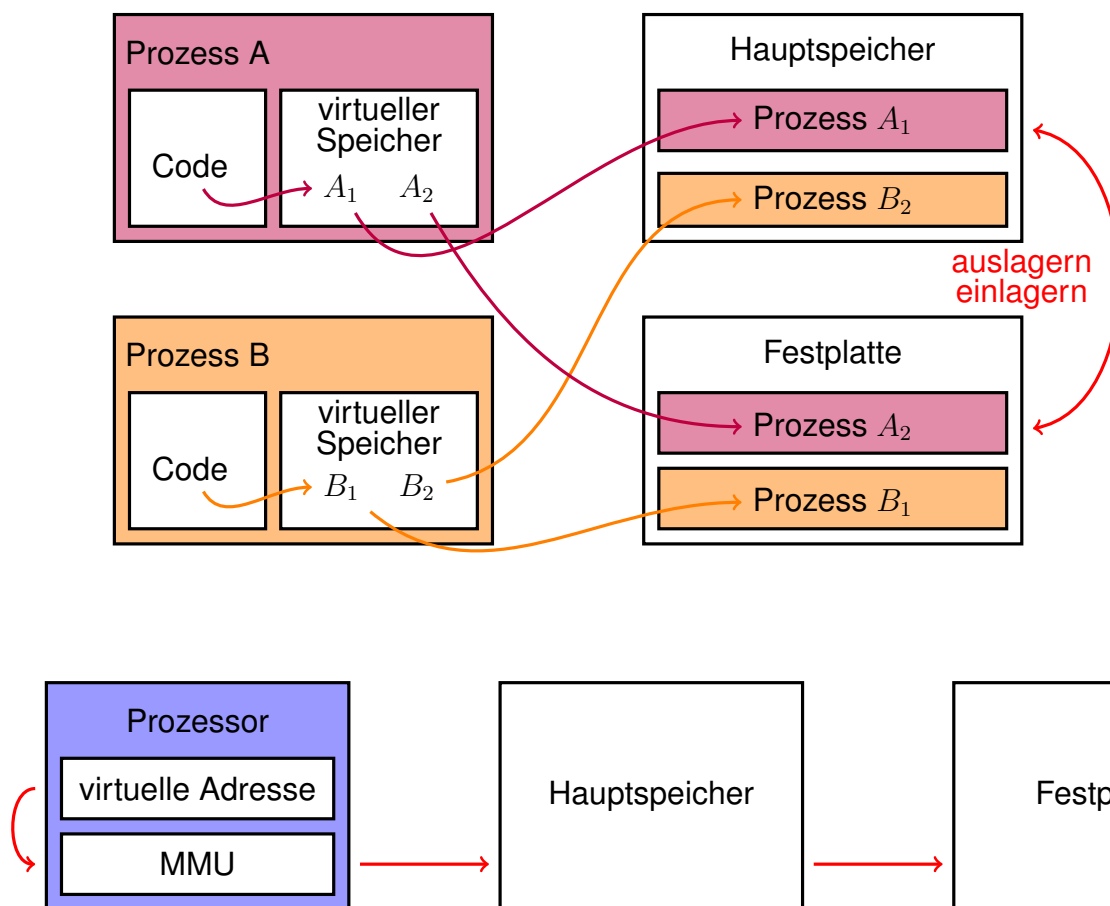 Prozess A
Code
virtueller
Speicher
A₁ A₂
Hauptspeicher
Prozess A₁
Prozess B₂
auslagern
einlagern
Prozess B
Code
virtueller
Speicher
B₁ B₂
Festplatte
Prozess A₂
Prozess B₁
Prozessor
virtuelle Adresse
MMU
Hauptspeicher
Festp